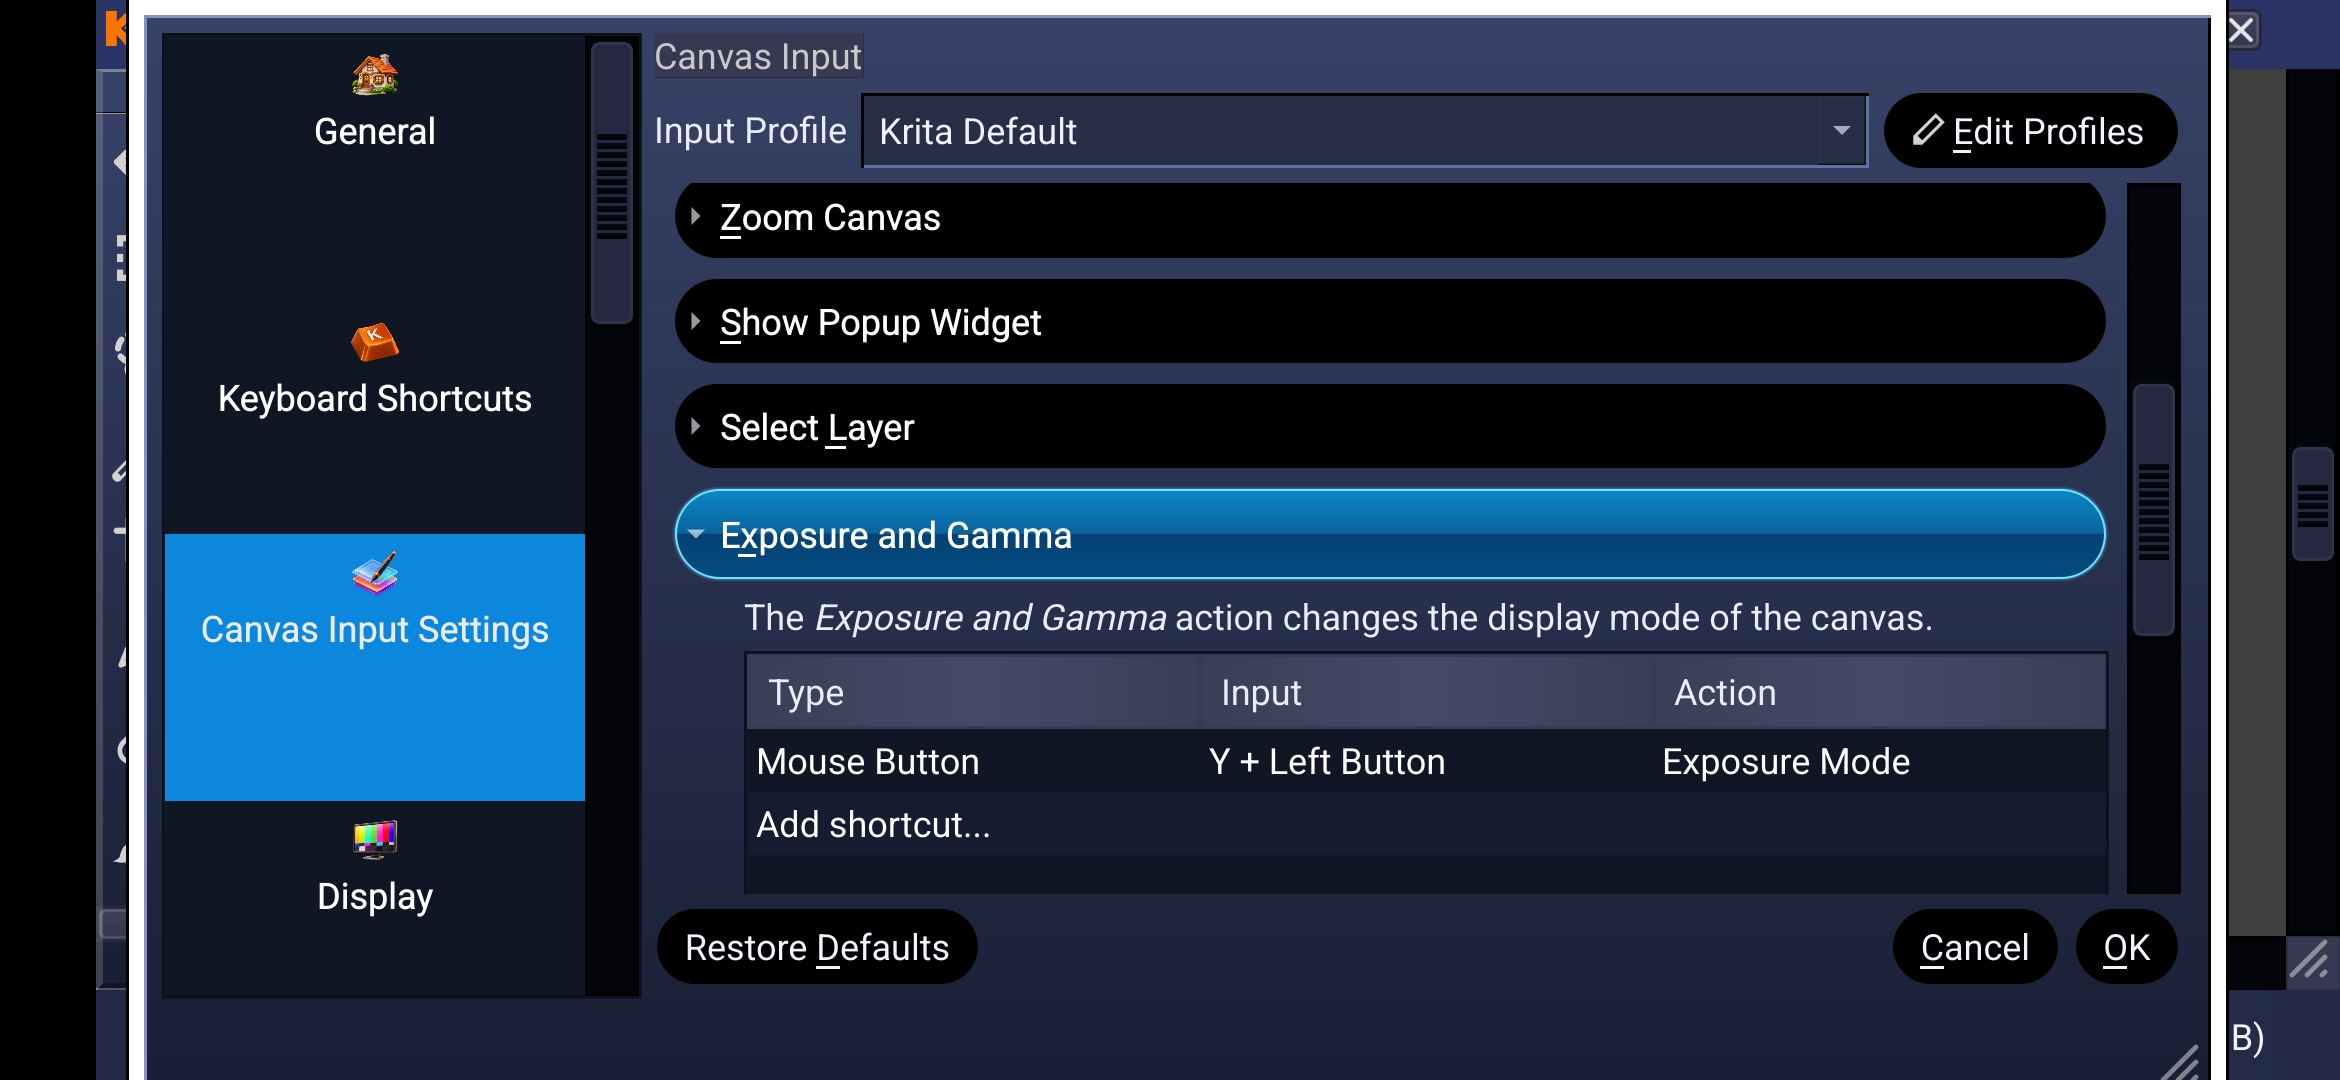 General
Keyboard Shortcuts
Canvas Input Settings
Display
Canvas Input
Input Profile Krita Default Edit Profiles
Zoom Canvas
Show Popup Widget
Select Layer
Exposure and Gamma
The Exposure and Gamma action changes the display mode of the canvas.
Type Input Action
Mouse Button Y + Left Button Exposure Mode
Add shortcut...
Restore Defaults Cancel OK
B)